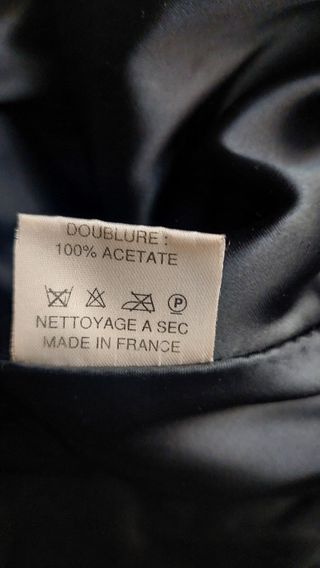 DOUBLURE :
100% ACETATE
P
NETTOYAGE A SEC
MADE IN FRANCE